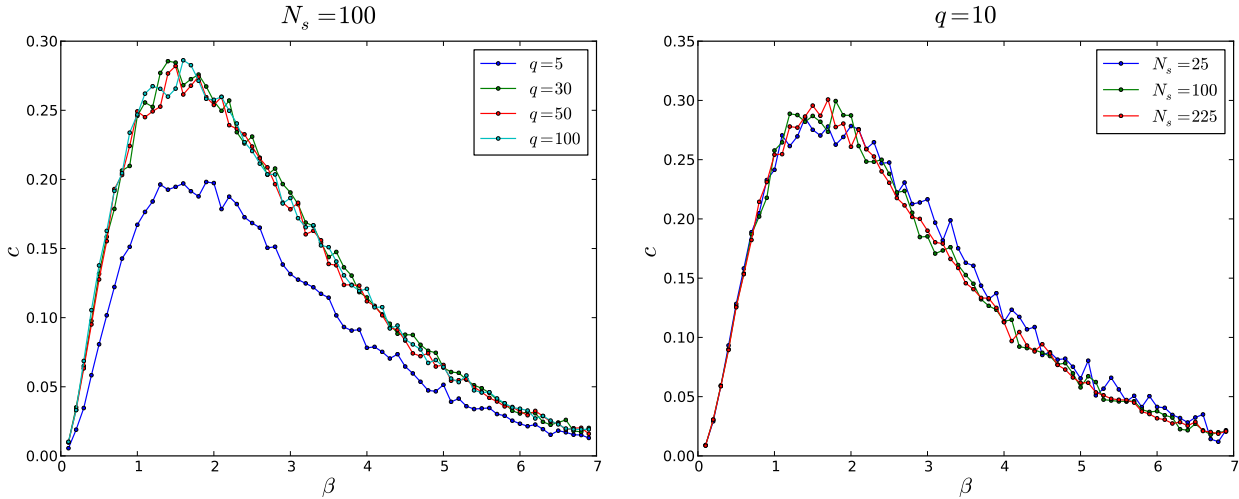 N_s = 100
0.30
0.25
0.20
0.15
0.10
0.05
0.00
c
0 1 2 3 4 5 6 7
β
q = 5
q = 30
q = 50
q = 100
q = 10
0.35
0.30
0.25
0.20
0.15
0.10
0.05
0.00
c
0 1 2 3 4 5 6 7
β
N_s = 25
N_s = 100
N_s = 225